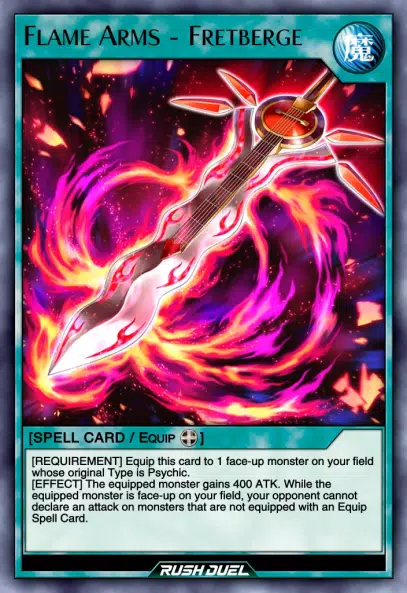 Flame Arms - Fretberge
魔
[SPELL CARD / Equip ]
[REQUIREMENT] Equip this card to 1 face-up monster on your field
whose original Type is Psychic.
[EFFECT] The equipped monster gains 400 ATK. While the
equipped monster is face-up on your field, your opponent cannot
declare an attack on monsters that are not equipped with an Equip
Spell Card.
RUSH DUEL